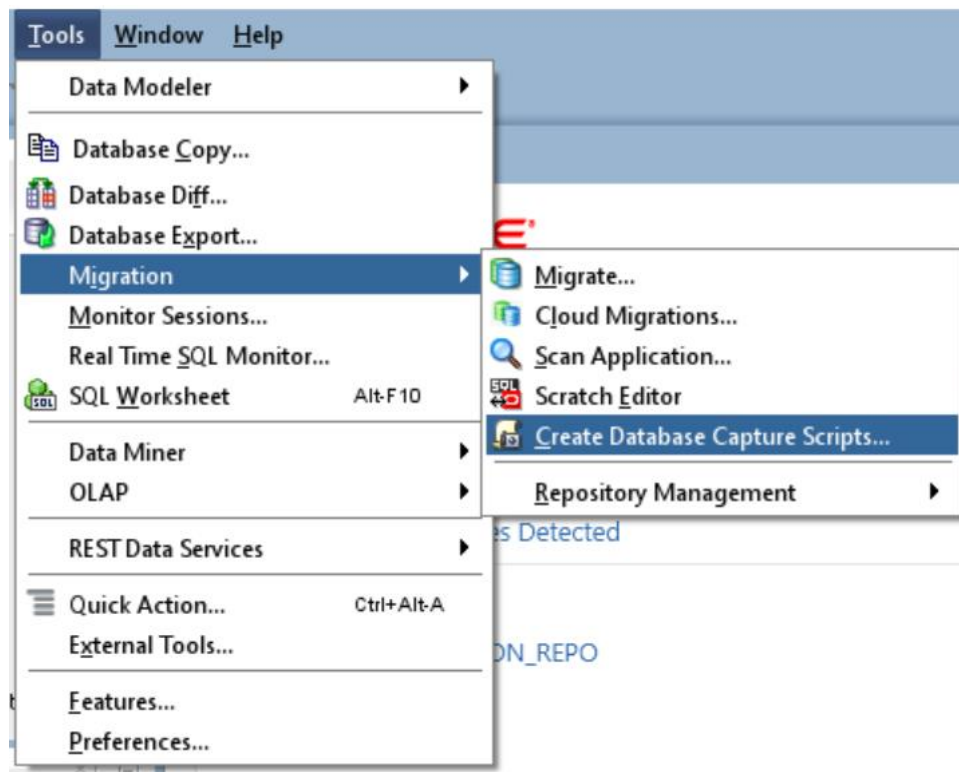 Tools Window Help
Data Modeler
Database Copy...
Database Diff...
Database Export...
Migration
Monitor Sessions...
Real Time SQL Monitor...
SQL Worksheet Alt-F10
Data Miner
OLAP
REST Data Services
Quick Action... Ctrl+Alt-A
External Tools...
Features...
Preferences...
E
Migrate...
Cloud Migrations...
Scan Application...
Scratch Editor
Create Database Capture Scripts...
Repository Management
es Detected
ON_REPO